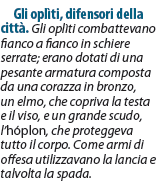 Gli oplìti, difensori della
città. Gli oplìti combattevano
fianco a fianco in schiere
serrate; erano dotati di una
pesante armatura composta
da una corazza in bronzo,
un elmo, che copriva la testa
e il viso, e un grande scudo,
l'hóplon, che proteggeva
tutto il corpo. Come armi di
offesa utilizzavano la lancia e
talvolta la spada.